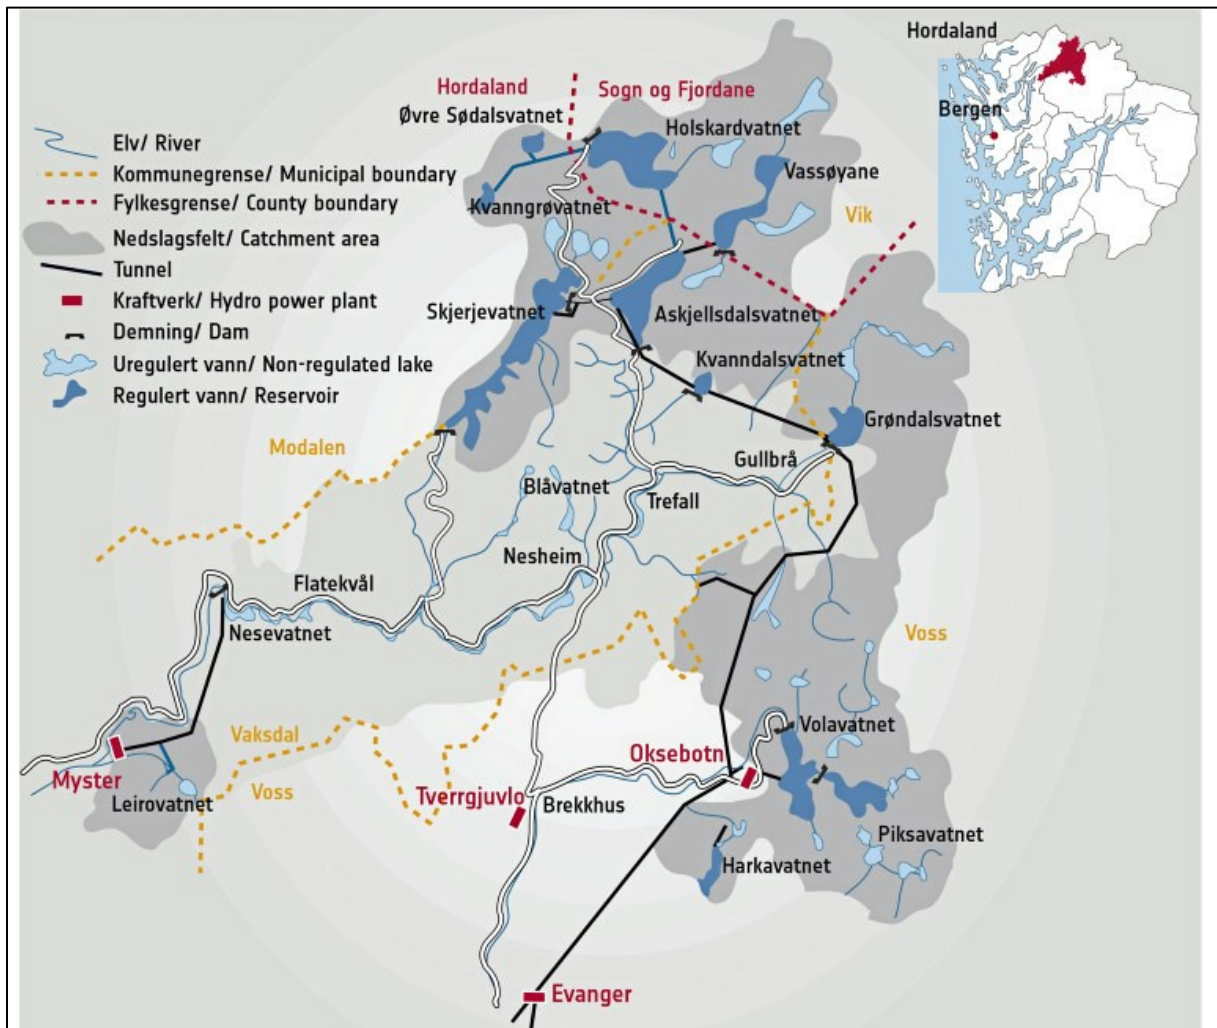 Hordaland
Bergen
Hordaland
Sogn og Fjordane
Øvre Sødalsvatnet
Holskardvatnet
Elv/ River
Kommunegrense/ Municipal boundary
Fylkesgrense/ County boundary
Nedslagsfelt/ Catchment area
Tunnel
Kraftverk/ Hydro power plant
Demning/ Dam
Uregulert vann/ Non-regulated lake
Regulert vann/ Reservoir
Vassøyane
Kvanngrøvatnet
Vik
Skjerjevatnet
Askjellsdalsvatnet
Kvanndalsvatnet
Grøndalsvatnet
Modalen
Gullbrå
Blåvatnet
Trefall
Nesheim
Flatekvål
Nesevatnet
Voss
Volavatnet
Vaksdal
Oksebotn
Myster
Voss
Leirovatnet
Tverrgjuvlo
Brekkhus
Piksavatnet
Harkavatnet
Evanger